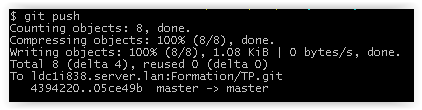 $ git push
Counting objects: 8, done.
Compressing objects: 100% (8/8), done.
Writing objects: 100% (8/8), 1.08 KiB | 0 bytes/s, done.
Total 8 (delta 4), reused 0 (delta 0)
To ldc1i838.server.lan:Formation/TP.git
   4394220..05ce49b  master -> master